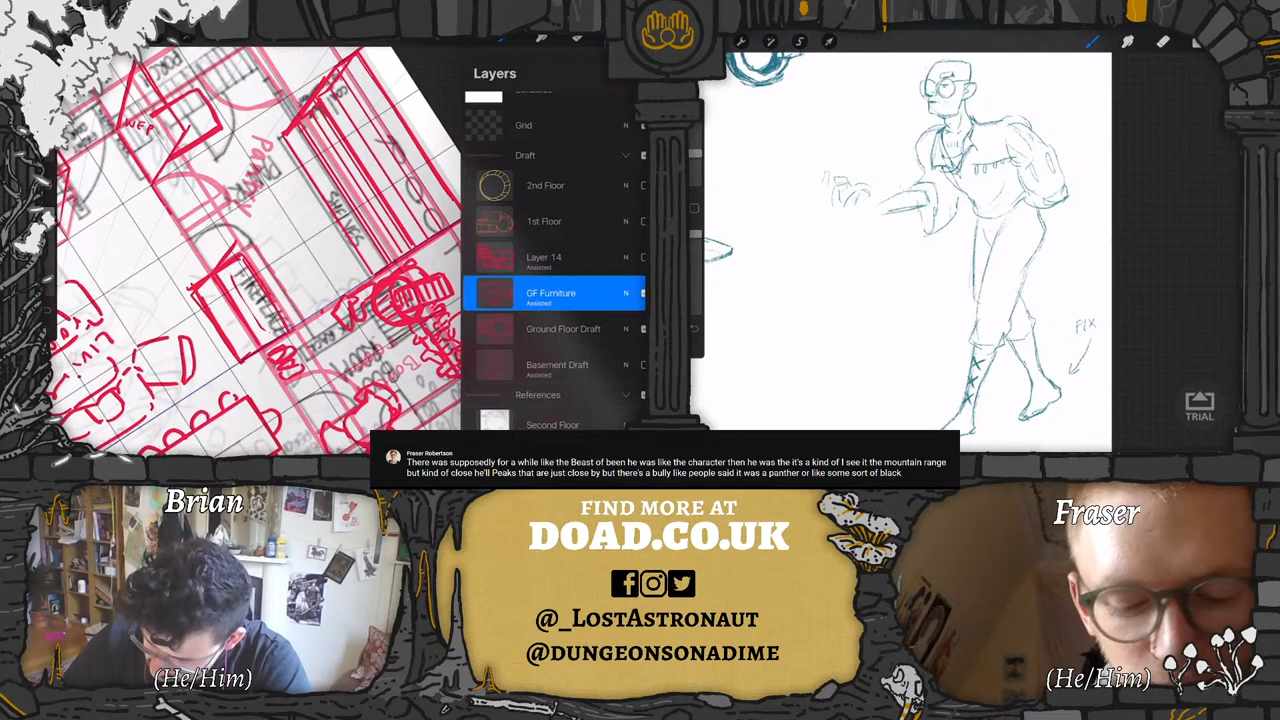 Layers
Grid
N
Draft
2nd Floor
N
1st Floor
N
Layer 14
N
Assisted
GF Furniture
N
Assisted
Ground Floor Draft
N
Basement Draft
N
Assisted
References
Second Floor
PANTRY
SHELVES
FIX
TRIAL
Fraser Robertson
There was supposedly for a while like the Beast of been he was like the character then he was the it's a kind of I see it the mountain range
but kind of close he'll Peaks that are just close by but there's a bully like people said it was a panther or like some sort of black
Brian
(He/Him)
FIND MORE AT
DOAD.CO.UK
@_LostAstronaut
@dungeonsonadime
Fraser
(He/Him)